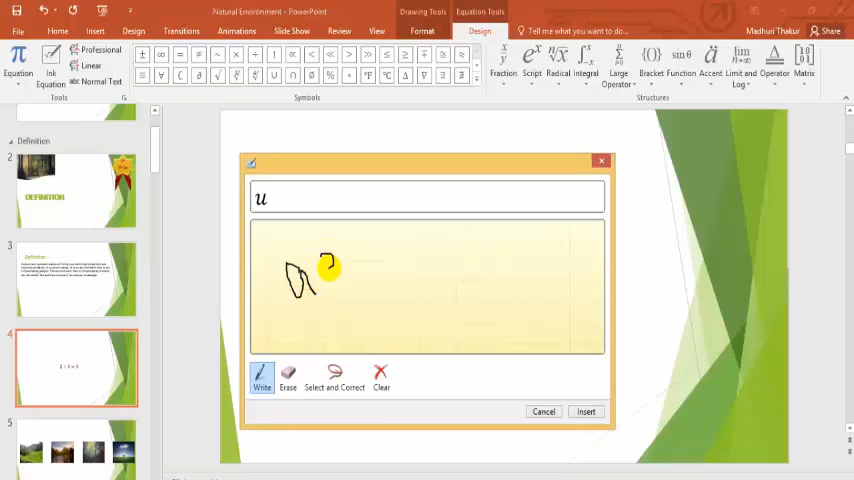 Natural Environment - PowerPoint
Drawing Tools
Equation Tools
File
Home
Insert
Design
Transitions
Animations
Slide Show
Review
View
Format
Design
Tell me what you want to do...
Madhuri Thakur
Share
Equation
Ink Equation
Professional
Linear
abc Normal Text
Fraction
Script
Radical
Integral
Large Operator
Bracket
Function
Accent
Limit and Log
Operator
Matrix
Tools
Symbols
Structures
Definition
2
DEFINITION
3
Definition
4
5
u
Write
Erase
Select and Correct
Clear
Cancel
Insert